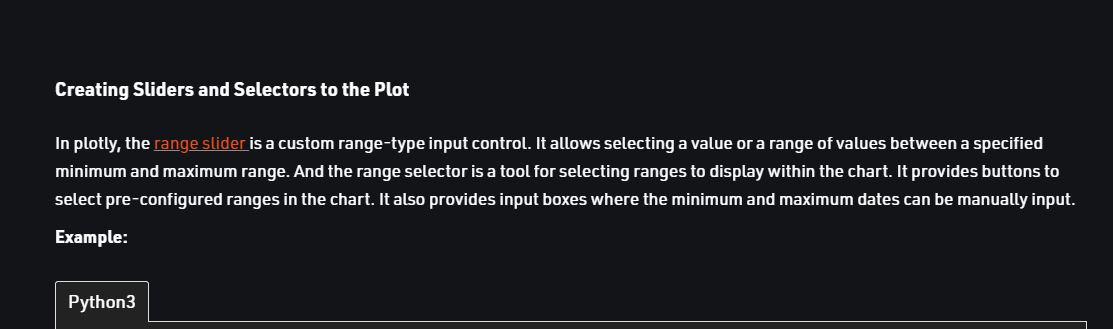 Creating Sliders and Selectors to the Plot
In plotly, the range slider is a custom range-type input control. It allows selecting a value or a range of values between a specified
minimum and maximum range. And the range selector is a tool for selecting ranges to display within the chart. It provides buttons to
select pre-configured ranges in the chart. It also provides input boxes where the minimum and maximum dates can be manually input.
Example:
Python3